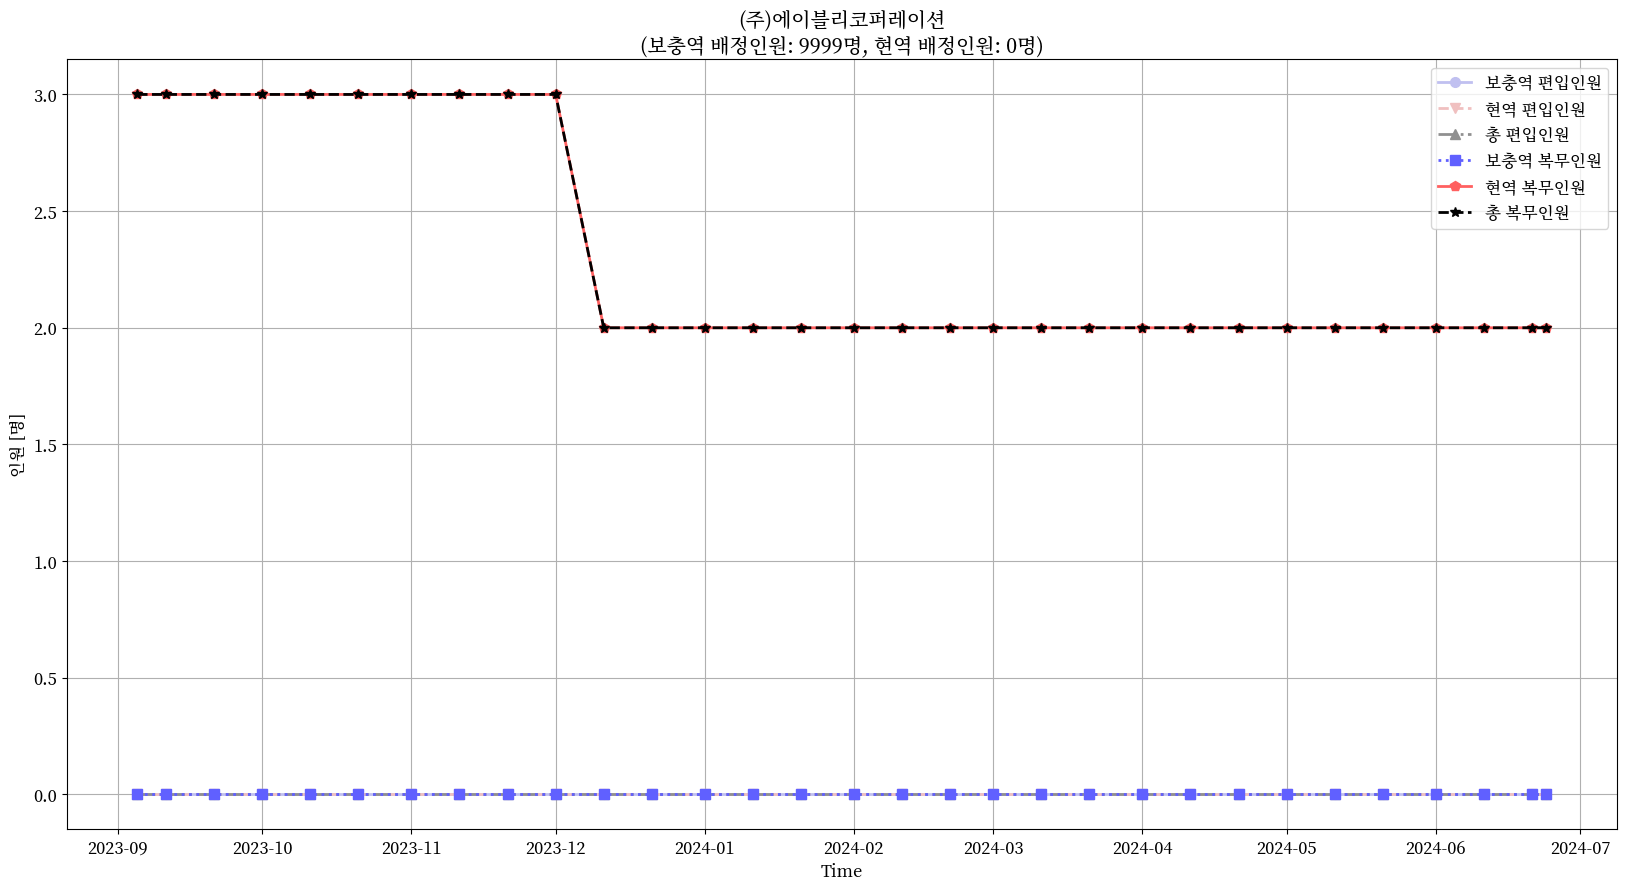 (주)에이블리코퍼레이션
(보충역 배정인원: 9999명, 현역 배정인원: 0명)
보충역 편입인원
현역 편입인원
총 편입인원
보충역 복무인원
현역 복무인원
총 복무인원
인원 [명]
3.0
2.5
2.0
1.5
1.0
0.5
0.0
2023-09 2023-10 2023-11 2023-12 2024-01 2024-02 2024-03 2024-04 2024-05 2024-06 2024-07
Time